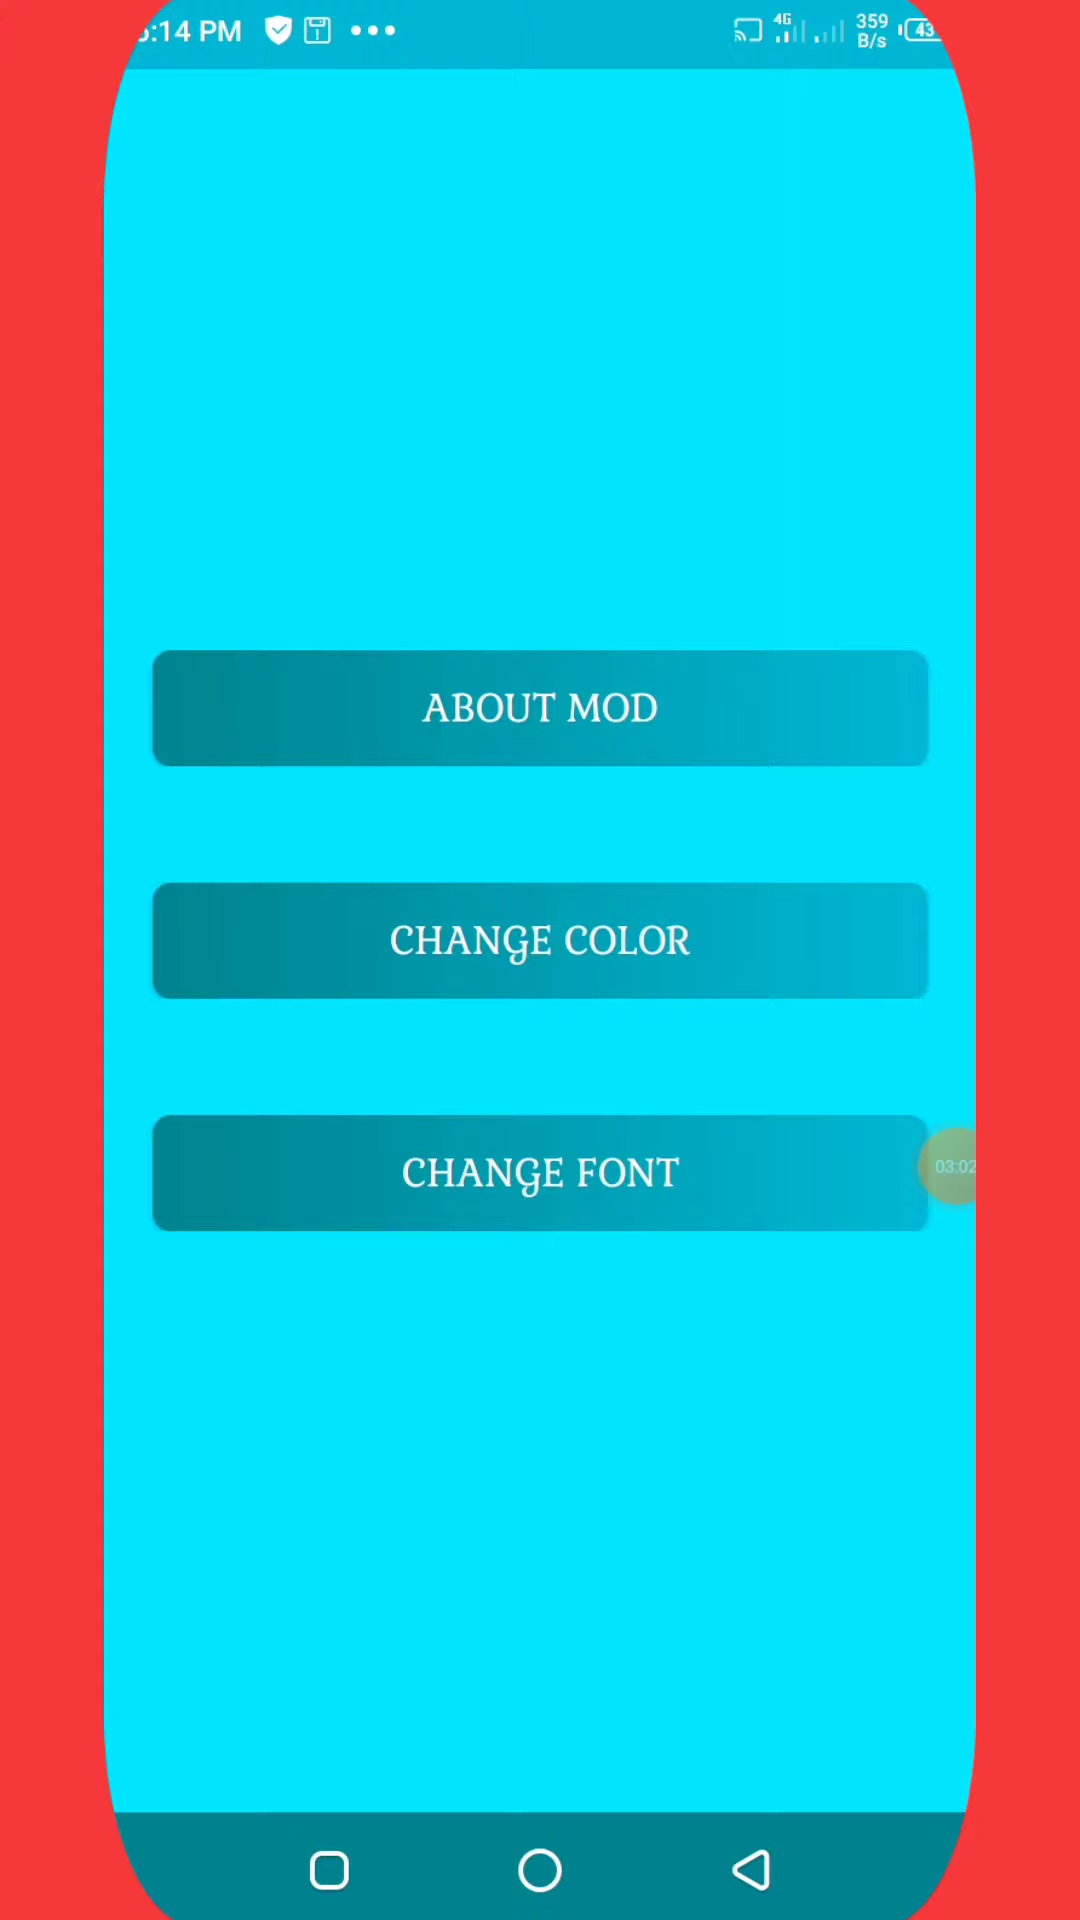 :14 PM
4G
359
B/s
43
ABOUT MOD
CHANGE COLOR
CHANGE FONT
03:02